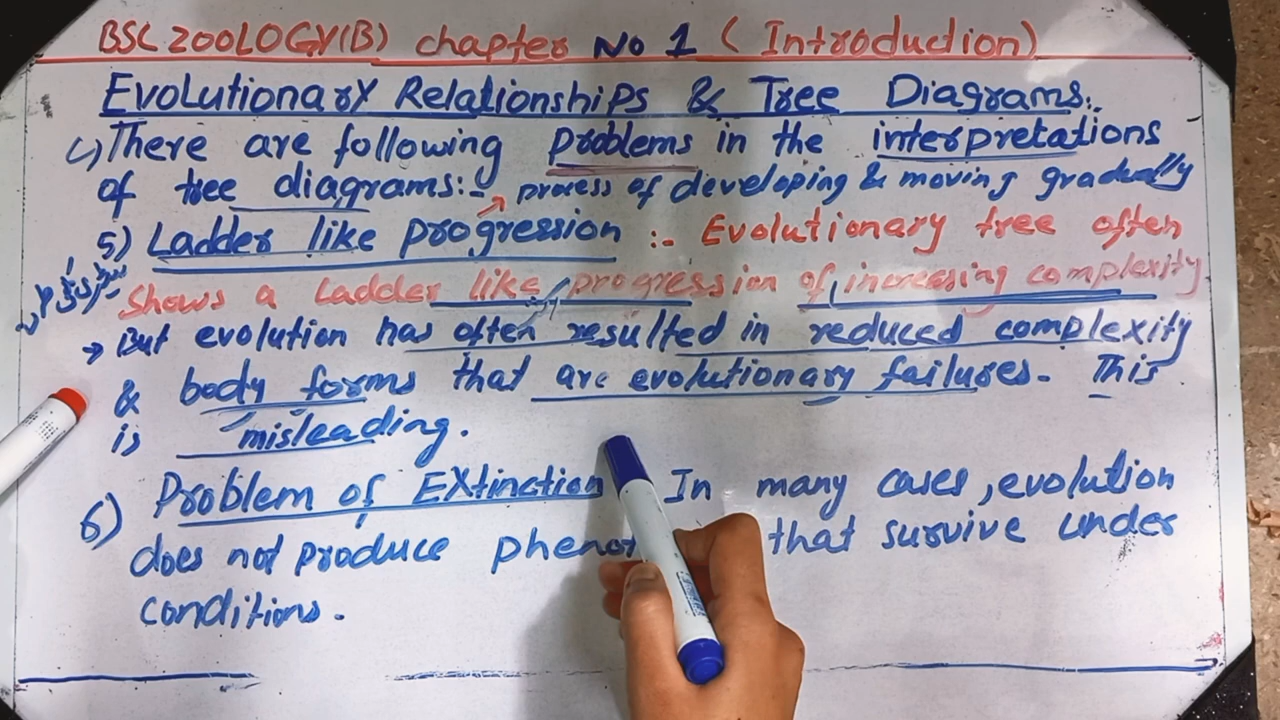 BSC ZOOLOGY(B) chapter No 1 ( Introduction)
Evolutionary Relationships & Tree Diagrams:.
4) There are following problems in the interpretations
of tree diagrams:- process of developing & moving gradually
5) Ladder like progression :- Evolutionary tree often
Shows a Ladder like progression of increasing complexity.
→ But evolution has often resulted in reduced complexity
& body forms that are evolutionary failures. This
is misleading.
6) Problem of EXtinction In many cases, evolution
does not produce that survive under
conditions.